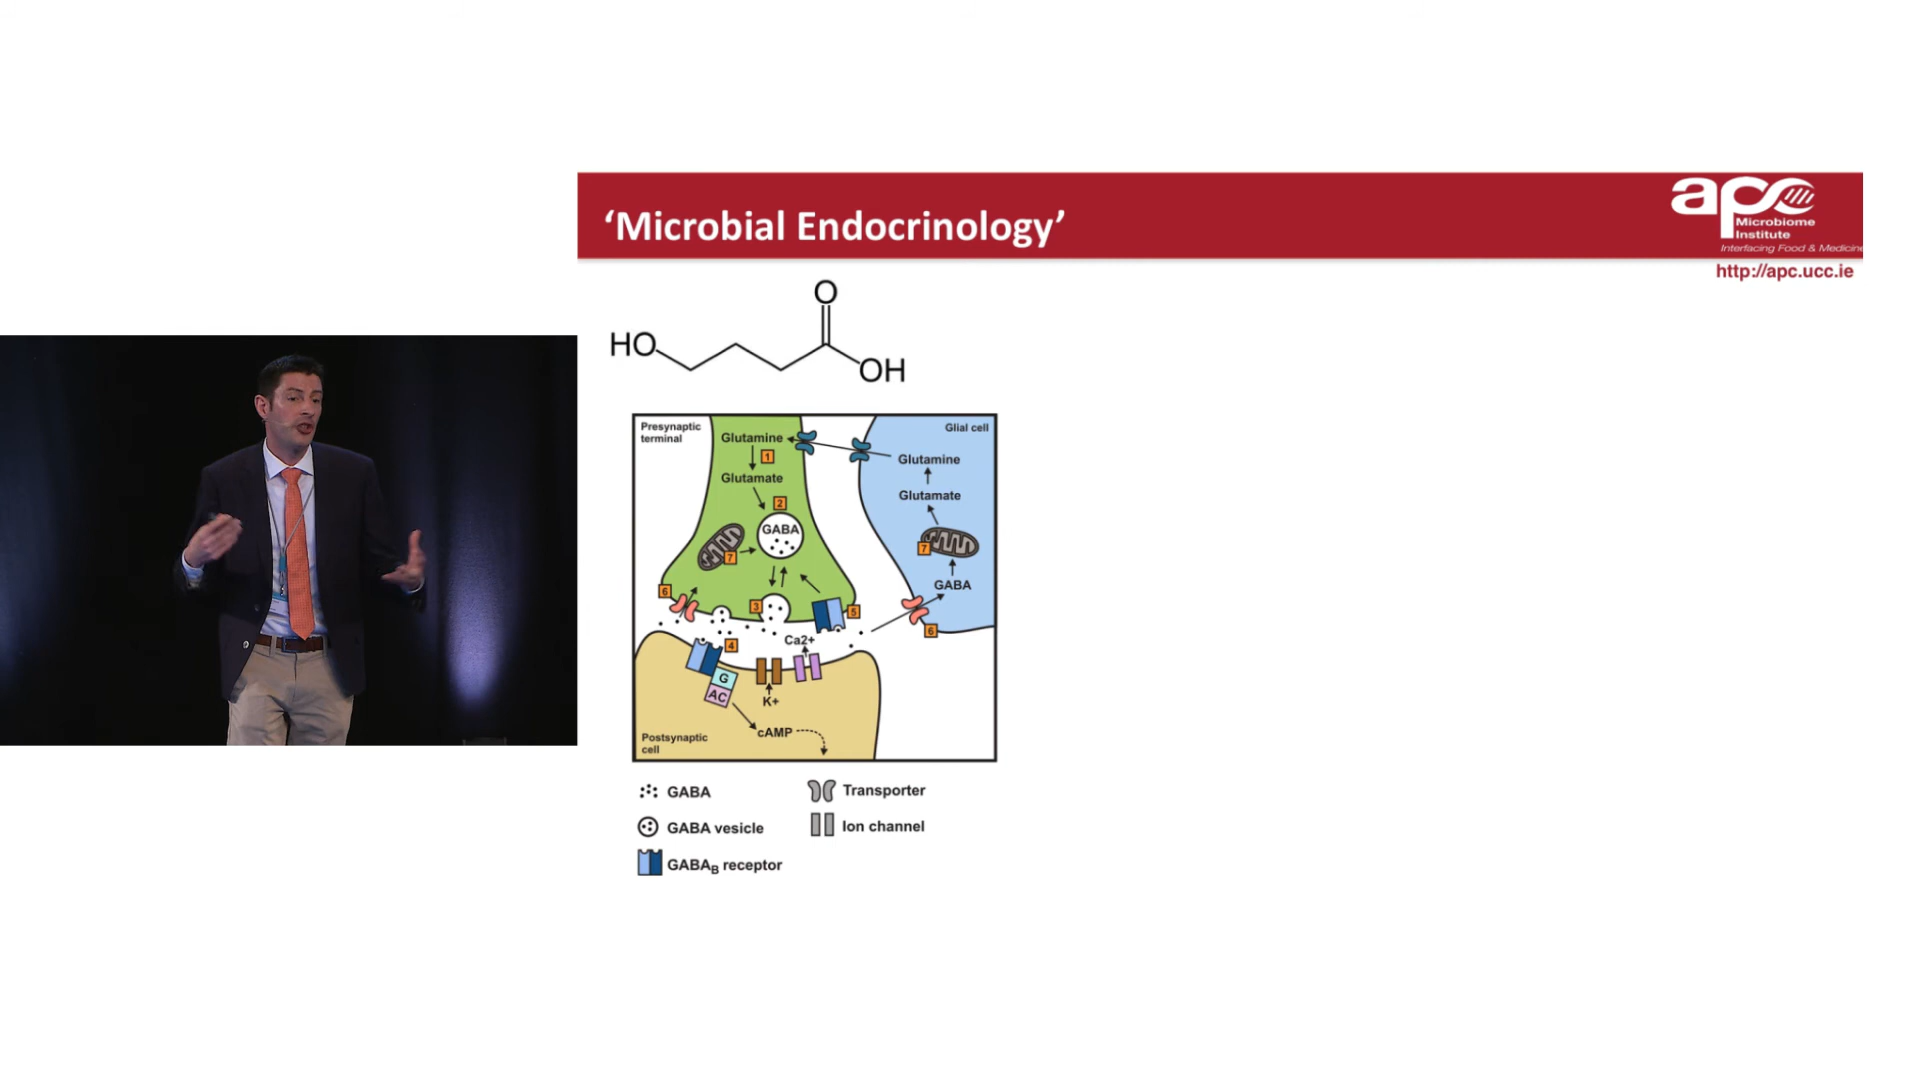 ‘Microbial Endocrinology’
apc
Microbiome
Institute
Interfacing Food & Medicine
http://apc.ucc.ie
O
HO
OH
Presynaptic
terminal
Glutamine
1
Glutamate
2
GABA
7
6
3
5
Glial cell
Glutamine
Glutamate
7
GABA
6
4
Ca2+
G
AC
K+
cAMP
Postsynaptic
cell
GABA
Transporter
GABA vesicle
Ion channel
GABAB receptor